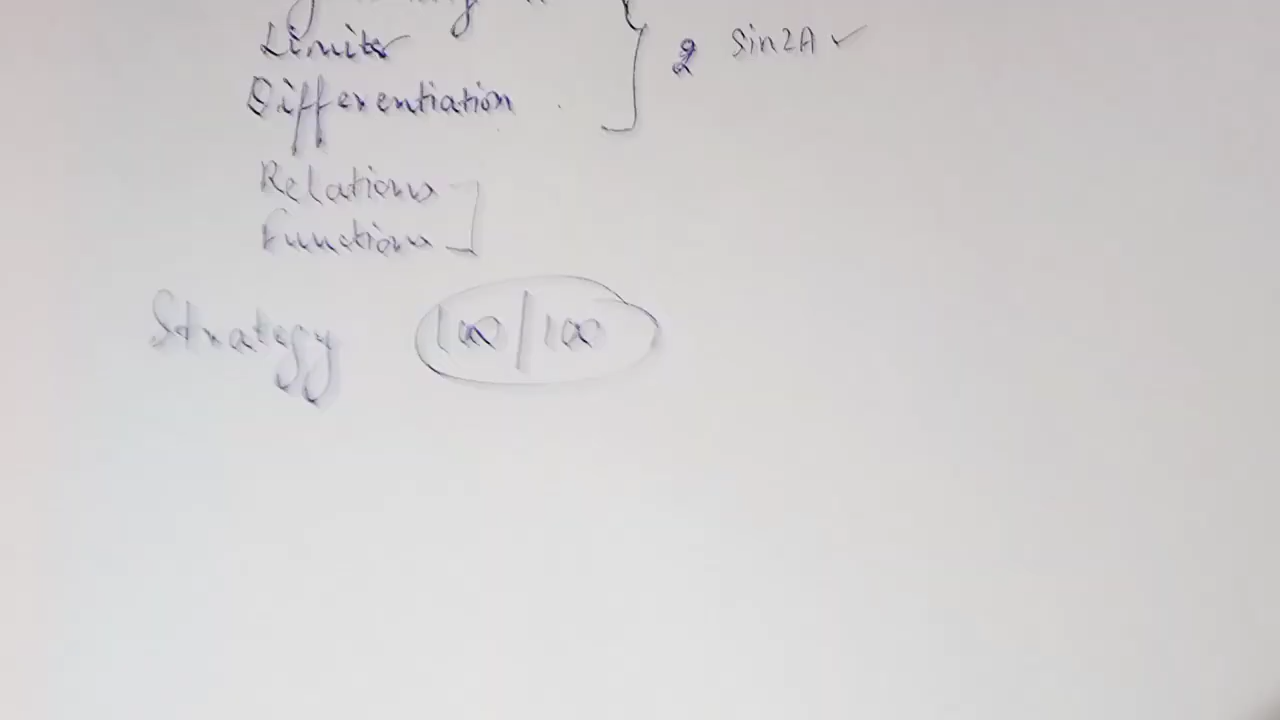 Limits
2 sin2A ✓
Differentiation
Relations
Functions
Strategy 100/100